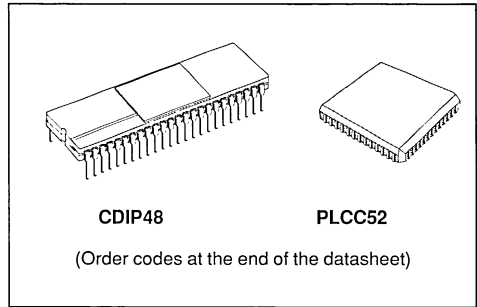 CDIP48 PLCC52
(Order codes at the end of the datasheet)